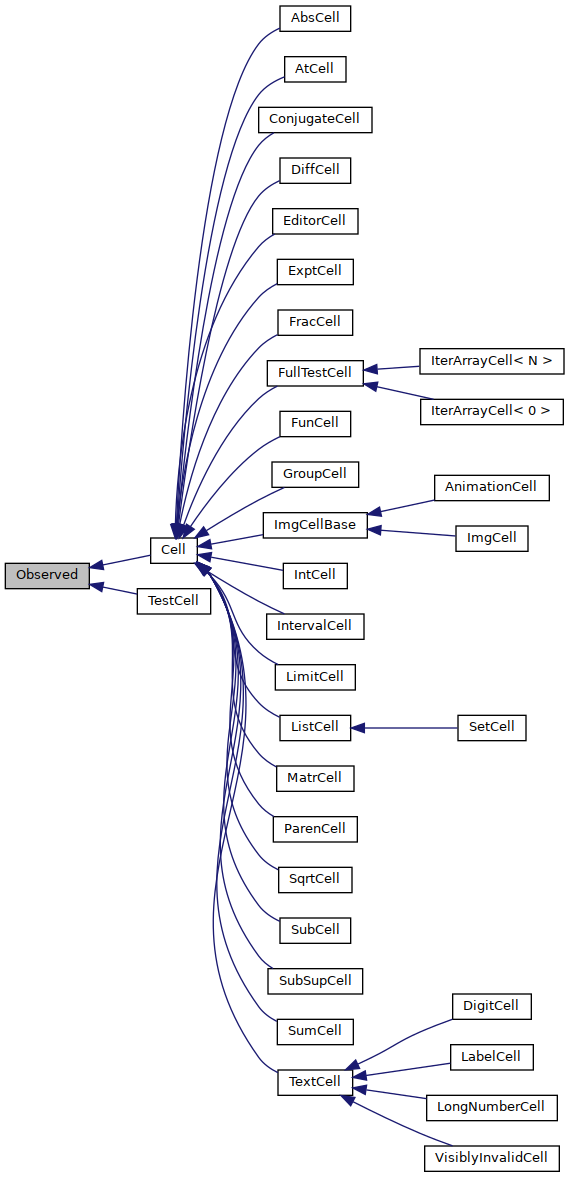 AbsCell
AtCell
ConjugateCell
DiffCell
EditorCell
ExptCell
FracCell
IterArrayCell< N >
FullTestCell
IterArrayCell< 0 >
FunCell
GroupCell
AnimationCell
ImgCellBase
ImgCell
Cell
Observed
IntCell
TestCell
IntervalCell
LimitCell
ListCell
SetCell
MatrCell
ParenCell
SqrtCell
SubCell
SubSupCell
DigitCell
SumCell
LabelCell
TextCell
LongNumberCell
VisiblyInvalidCell